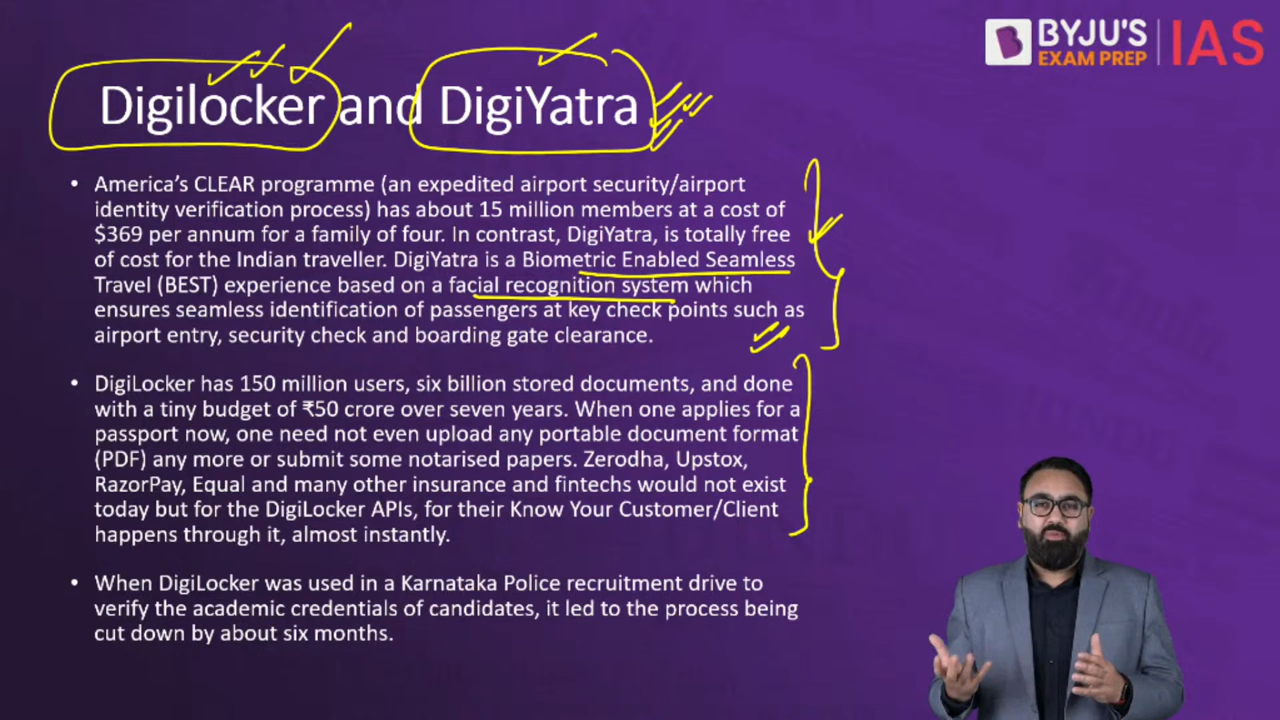 BYJU'S
EXAM PREP
IAS
Digilocker and DigiYatra
• America's CLEAR programme (an expedited airport security/airport
identity verification process) has about 15 million members at a cost of
$369 per annum for a family of four. In contrast, DigiYatra, is totally free
of cost for the Indian traveller. DigiYatra is a Biometric Enabled Seamless
Travel (BEST) experience based on a facial recognition system which
ensures seamless identification of passengers at key check points such as
airport entry, security check and boarding gate clearance.
• DigiLocker has 150 million users, six billion stored documents, and done
with a tiny budget of ₹50 crore over seven years. When one applies for a
passport now, one need not even upload any portable document format
(PDF) any more or submit some notarised papers. Zerodha, Upstox,
RazorPay, Equal and many other insurance and fintechs would not exist
today but for the DigiLocker APIs, for their Know Your Customer/Client
happens through it, almost instantly.
• When DigiLocker was used in a Karnataka Police recruitment drive to
verify the academic credentials of candidates, it led to the process being
cut down by about six months.